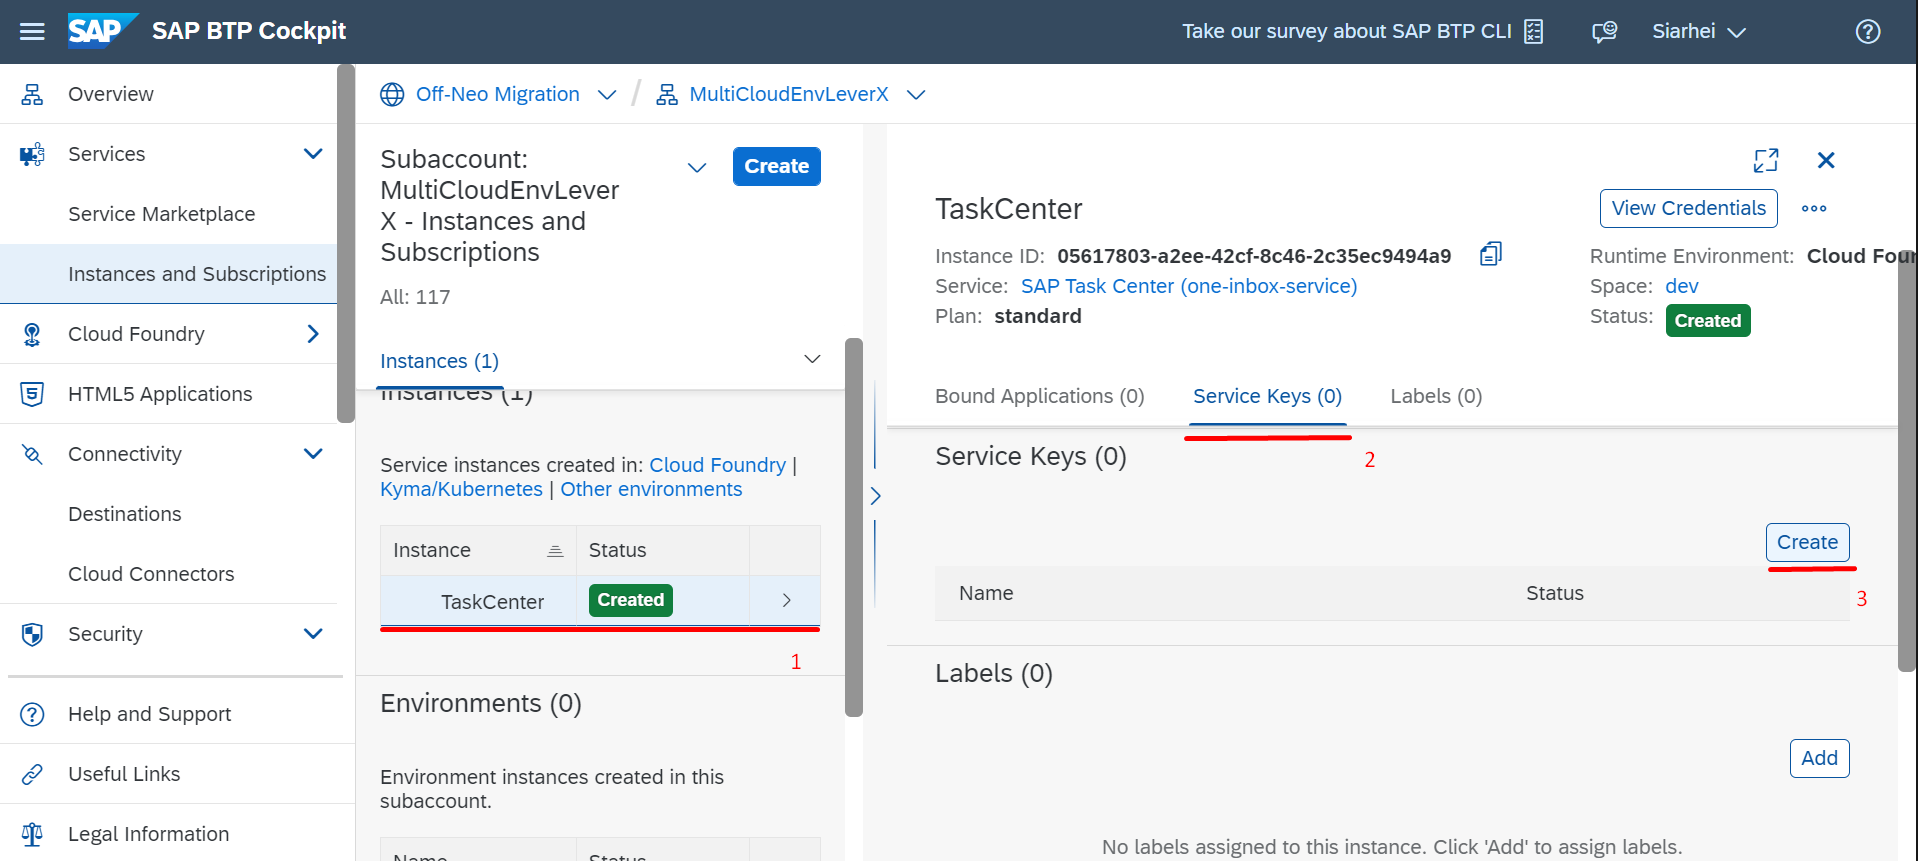 SAP SAP BTP Cockpit
Take our survey about SAP BTP CLI
Siarhei
Overview
Services
Service Marketplace
Instances and Subscriptions
Cloud Foundry
HTML5 Applications
Connectivity
Destinations
Cloud Connectors
Security
Help and Support
Useful Links
Legal Information
Off-Neo Migration / MultiCloudEnvLeverX
Subaccount:
MultiCloudEnvLever
X - Instances and
Subscriptions
Create
All: 117
Instances (1)
Instances (1)
Service instances created in: Cloud Foundry |
Kyma/Kubernetes | Other environments
Instance Status
TaskCenter Created
1
Environments (0)
Environment instances created in this
subaccount.
Name Status
TaskCenter
View Credentials
Instance ID: 05617803-a2ee-42cf-8c46-2c35ec9494a9
Service: SAP Task Center (one-inbox-service)
Plan: standard
Runtime Environment: Cloud Foun
Space: dev
Status: Created
Bound Applications (0) Service Keys (0) Labels (0)
2
Service Keys (0)
Create
3
Name Status
Labels (0)
Add
No labels assigned to this instance. Click 'Add' to assign labels.